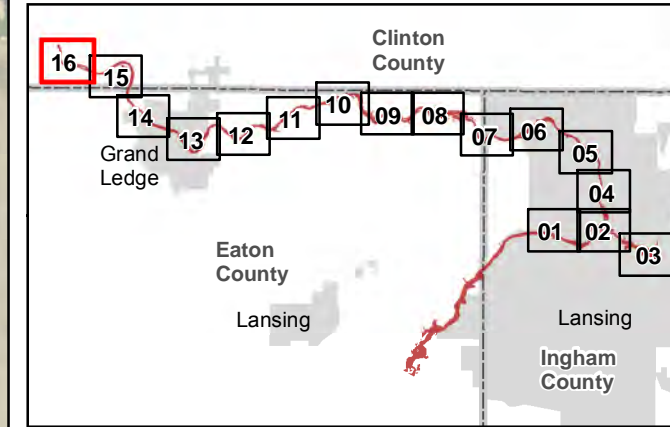 Clinton
County
16
15
14
13
12
11
10
09
08
07
06
05
04
01
02
03
Grand
Ledge
Eaton
County
Lansing
Lansing
Ingham
County